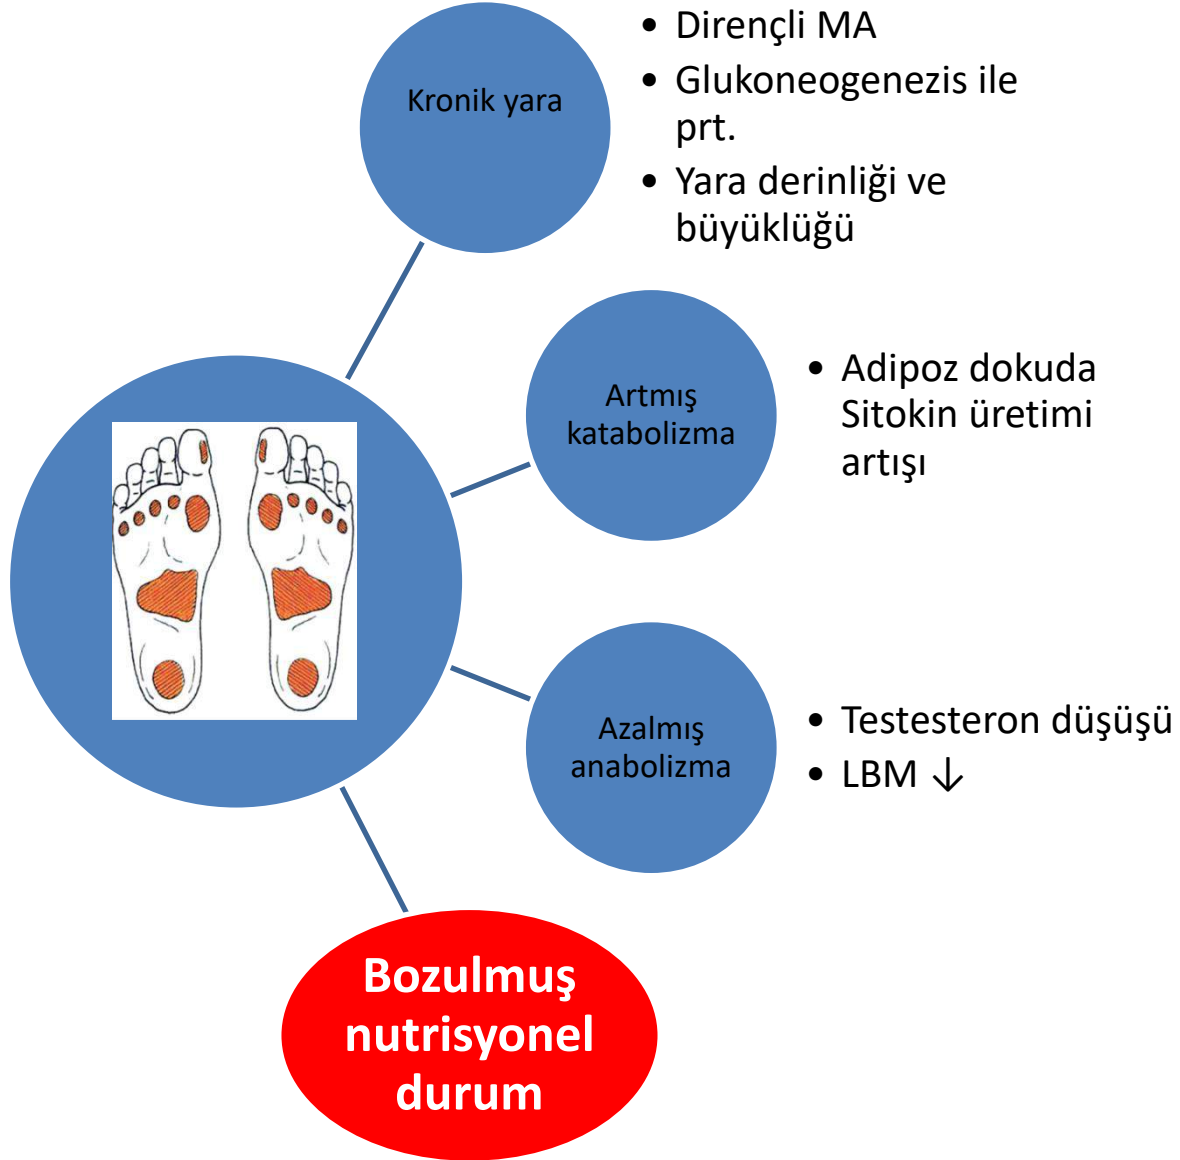 Kronik yara
• Dirençli MA
• Glukoneogenezis ile
prt.
• Yara derinliği ve
büyüklüğü
Artmış
katabolizma
• Adipoz dokuda
Sitokin üretimi
artışı
Azalmış
anabolizma
• Testesteron düşüşü
• LBM ↓
Bozulmuş
nutrisyonel
durum